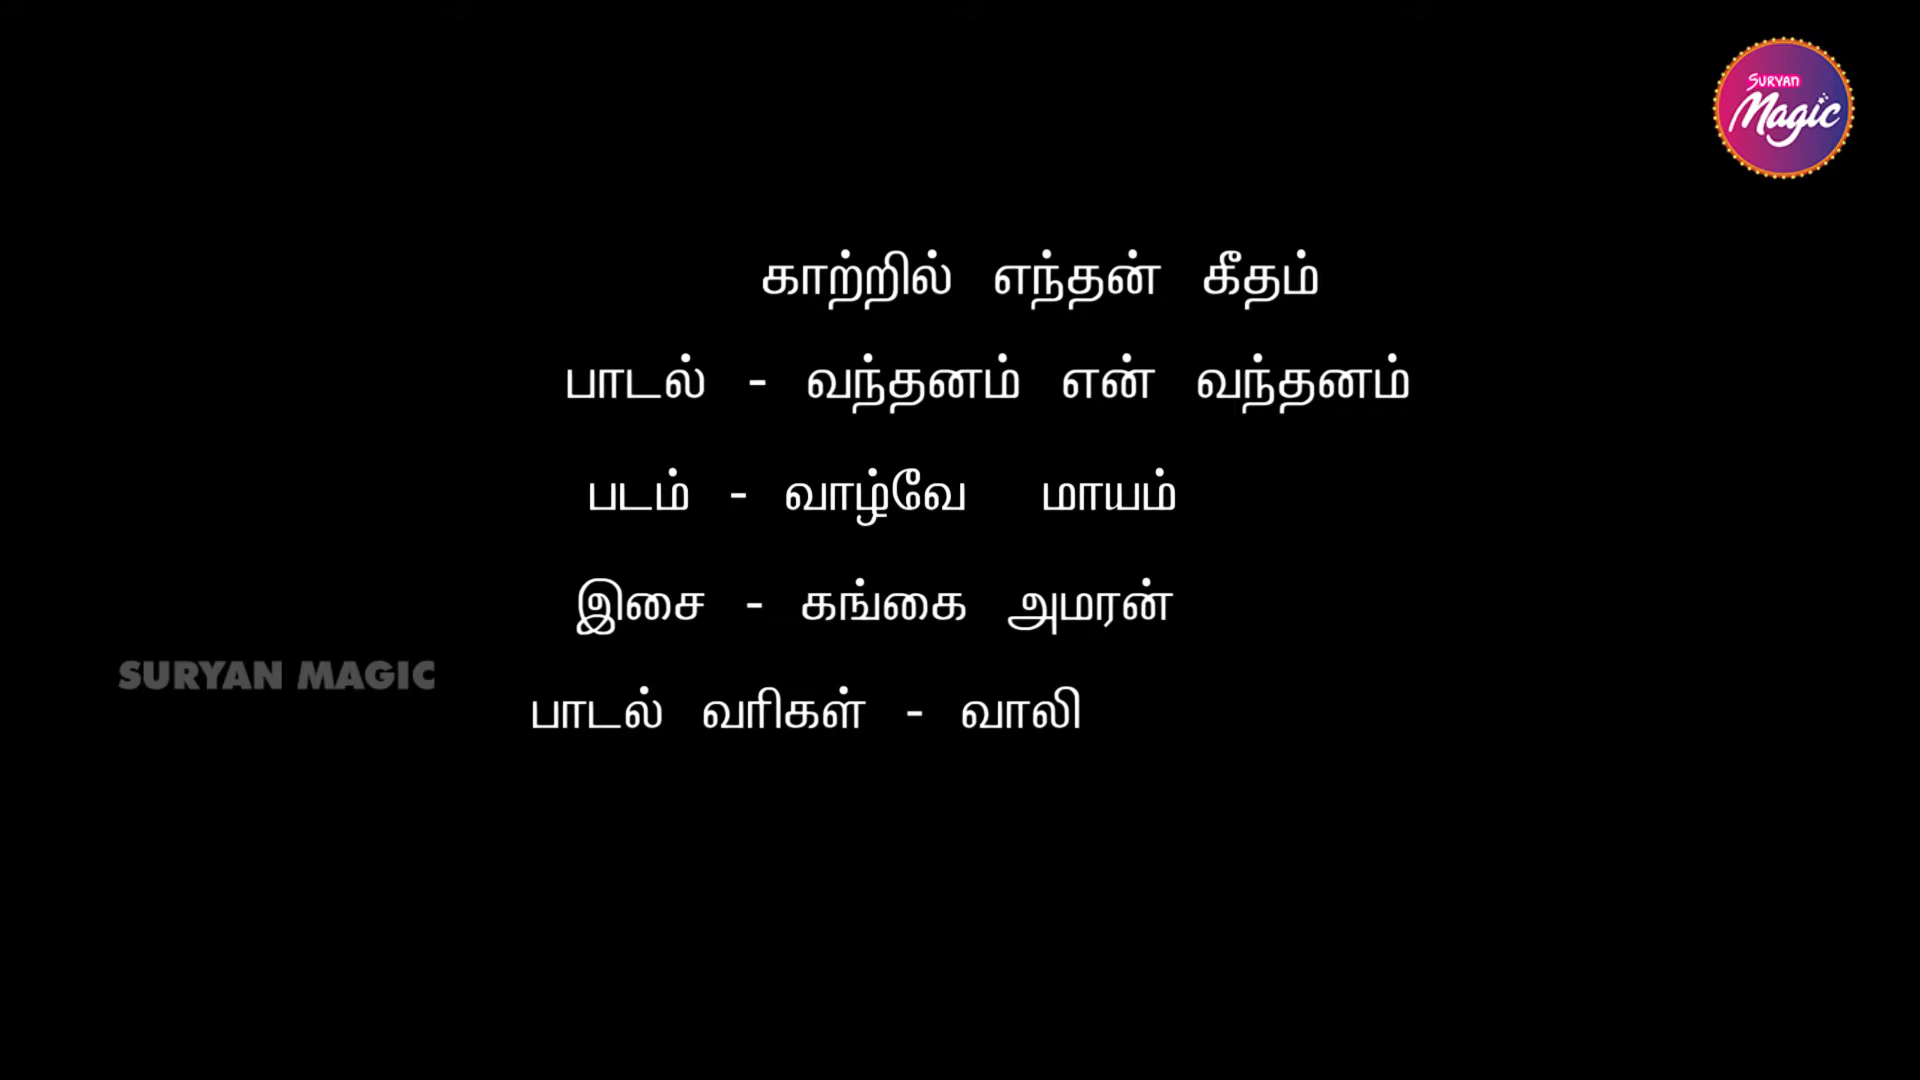 SURYAN
Magic
காற்றில் எந்தன் கீதம்
பாடல் - வந்தனம் என் வந்தனம்
படம் - வாழ்வே மாயம்
இசை - கங்கை அமரன்
SURYAN MAGIC
பாடல் வரிகள் - வாலி